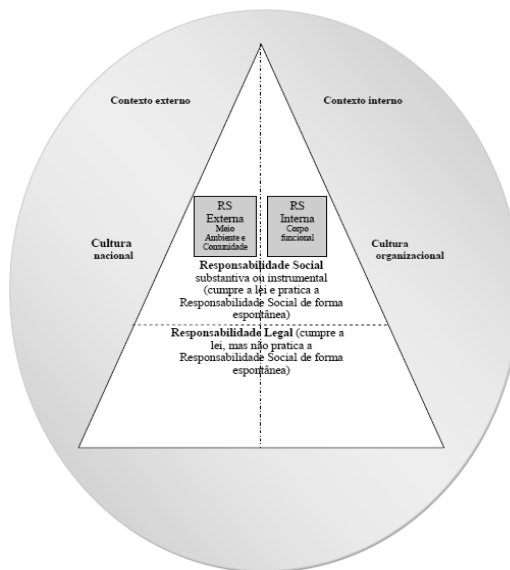 Contexto externo
Contexto interno
RS
Externa
Meio
Ambiente e
Comunidade
RS
Interna
Corpo
funcional
Cultura
nacional
Cultura
organizacional
Responsabilidade Social
substantiva ou instrumental
(cumpre a lei e pratica a
Responsabilidade Social de forma
espontânea)
Responsabilidade Legal (cumpre a
lei, mas não pratica a
Responsabilidade Social de forma
espontânea)